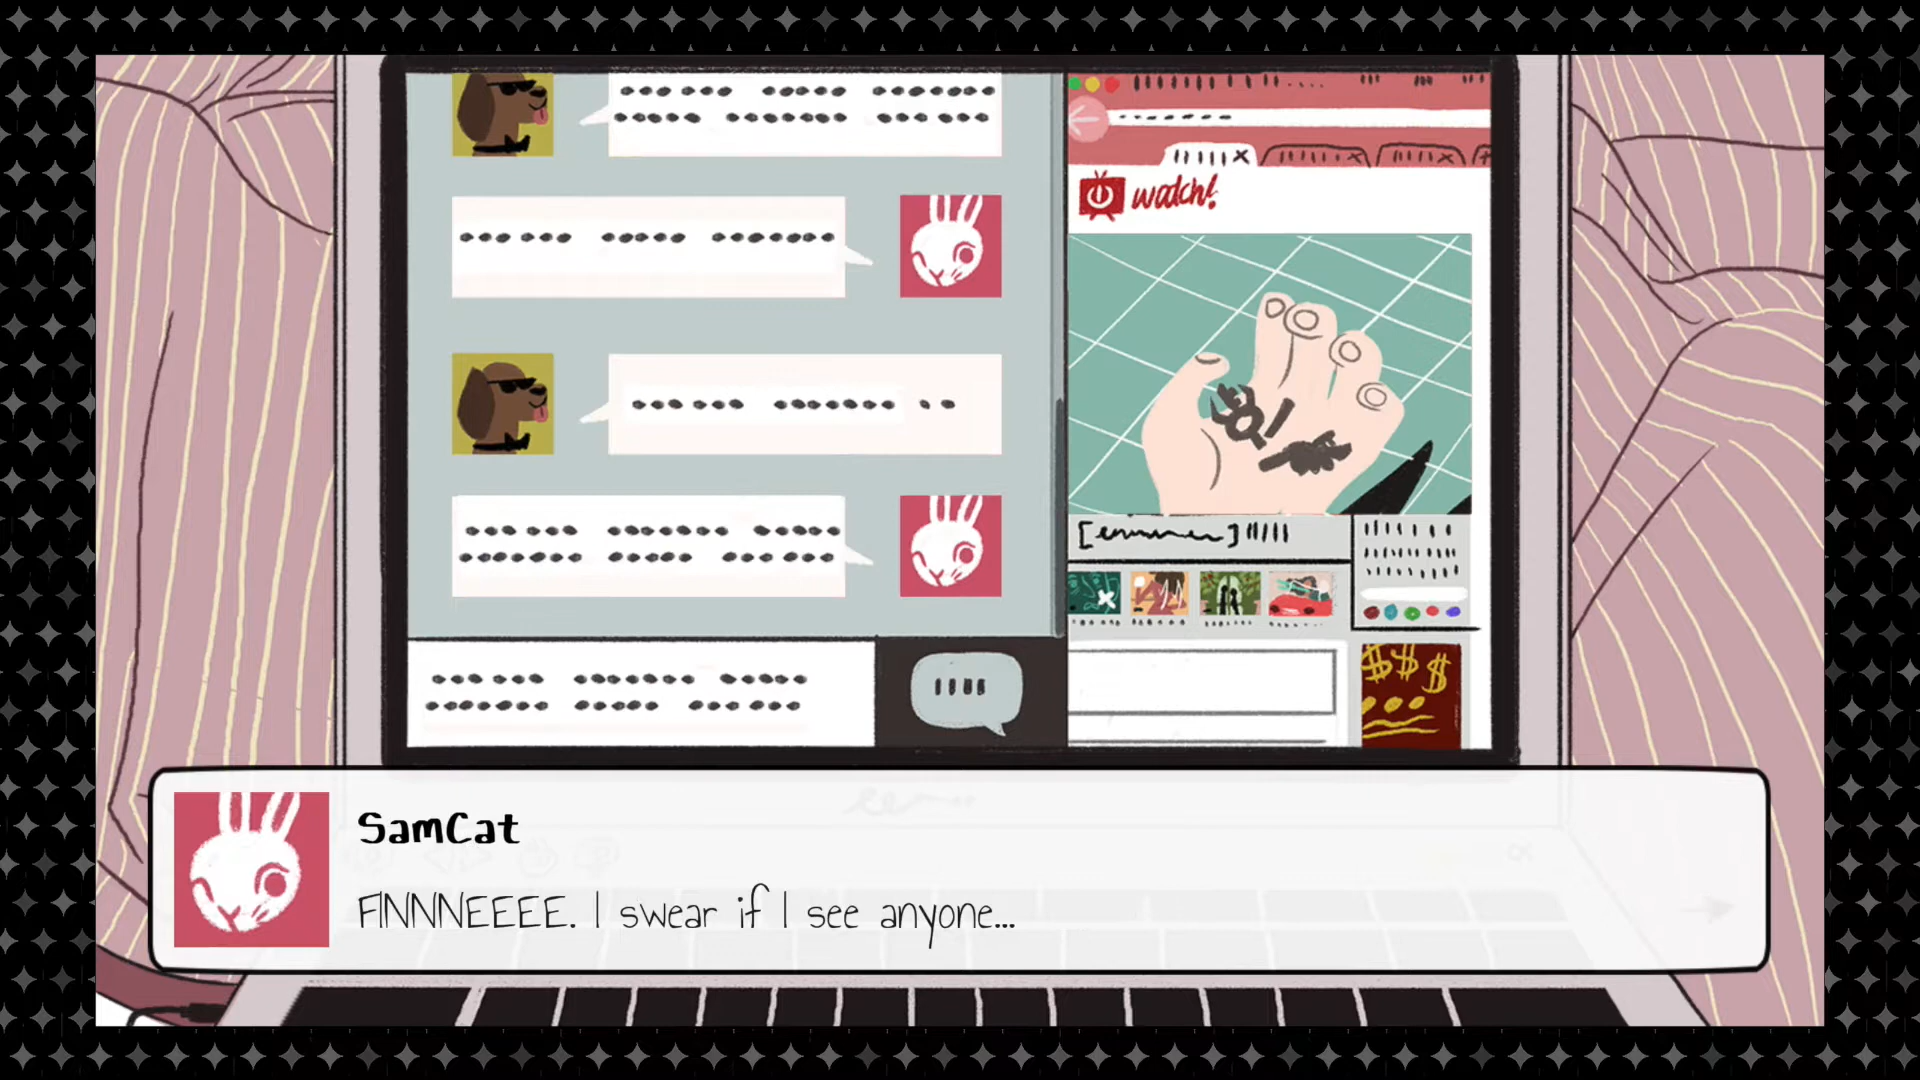 watch!
$$$
SamCat
FINNNEEEE. I swear if I see anyone...